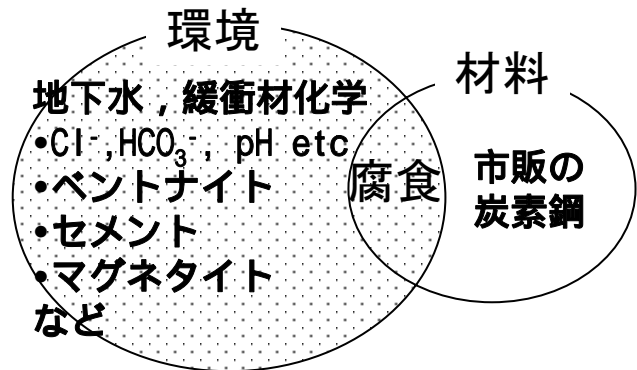 環境
地下水，緩衝材化学
•Cl⁻,HCO₃⁻, pH etc
•ベントナイト
•セメント
•マグネタイト
など
腐食
材料
市販の
炭素鋼